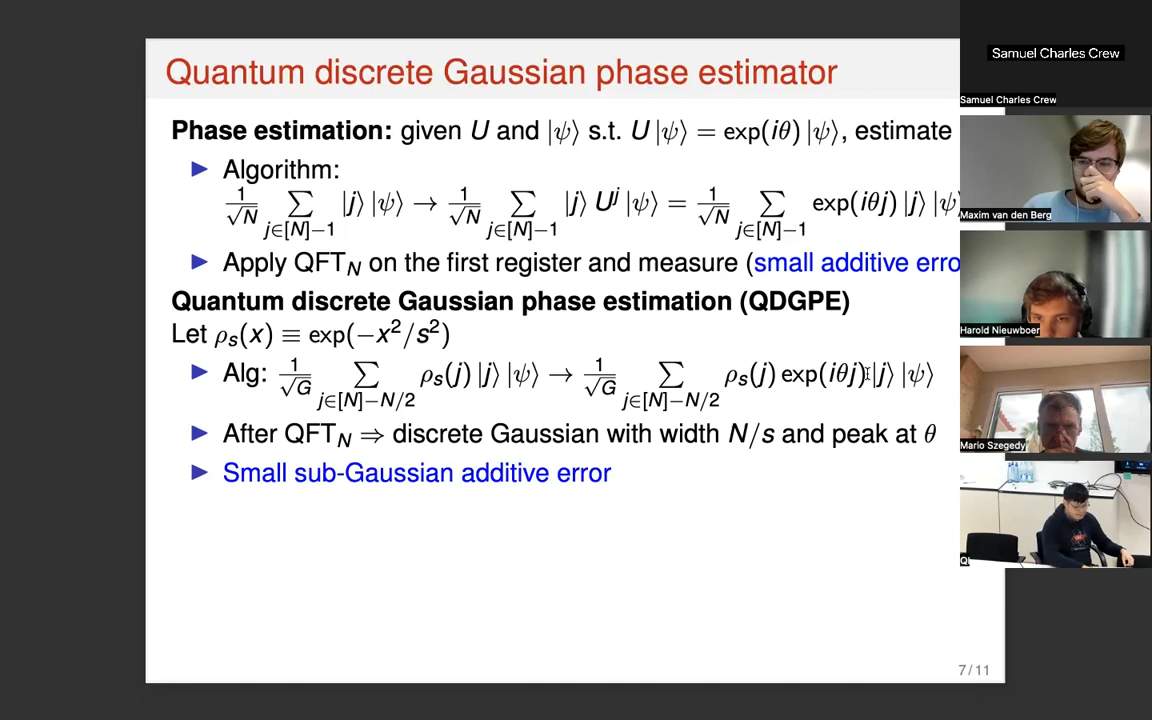 Quantum discrete Gaussian phase estimator
Phase estimation: given U and |ψ⟩ s.t. U |ψ⟩ = exp(iθ) |ψ⟩, estimate
▶ Algorithm:
1/√N ∑_{j∈[N]−1} |j⟩ |ψ⟩ → 1/√N ∑_{j∈[N]−1} |j⟩ U^j |ψ⟩ = 1/√N ∑_{j∈[N]−1} exp(iθj) |j⟩ |ψ⟩
▶ Apply QFT_N on the first register and measure (small additive erro
Quantum discrete Gaussian phase estimation (QDGPE)
Let ρ_s(x) ≡ exp(−x²/s²)
▶ Alg: 1/√G ∑_{j∈[N]−N/2} ρ_s(j) |j⟩ |ψ⟩ → 1/√G ∑_{j∈[N]−N/2} ρ_s(j) exp(iθj) |j⟩ |ψ⟩
▶ After QFT_N ⇒ discrete Gaussian with width N/s and peak at θ
▶ Small sub-Gaussian additive error
7 / 11
Samuel Charles Crew
Samuel Charles Crew
Maxim van den Berg
Harold Nieuwboer
Mario Szegedy